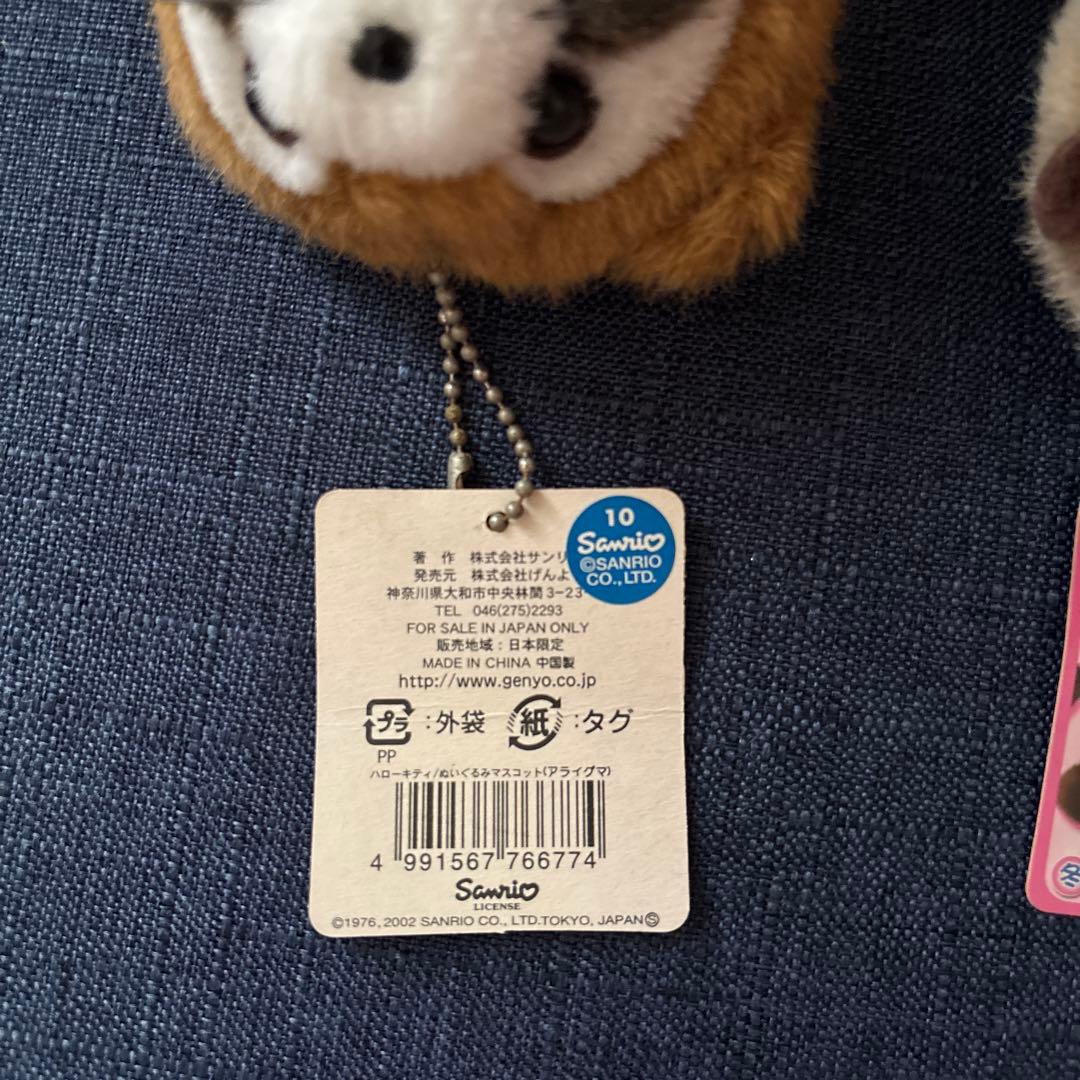 10
Sanrio
©SANRIO
CO., LTD.
著 作 株式会社サンリ
発売元 株式会社げんよ
神奈川県大和市中央林間3-23
TEL 046(275)2293
FOR SALE IN JAPAN ONLY
販売地域：日本限定
MADE IN CHINA 中国製
http://www.genyo.co.jp
プラ：外袋 紙：タグ
PP
ハローキティ/ぬいぐるみマスコット(アライグマ)
4 991567 766774
Sanrio
LICENSE
©1976, 2002 SANRIO CO., LTD.TOKYO, JAPAN Ⓢ
冬